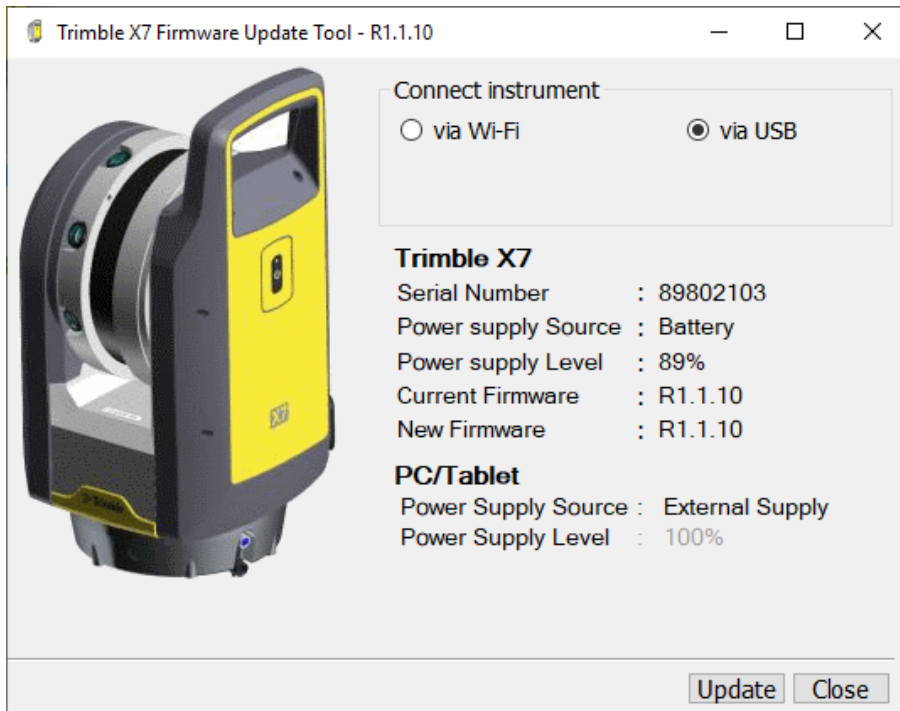 Trimble X7 Firmware Update Tool - R1.1.10
Connect instrument
via Wi-Fi via USB
Trimble X7
Serial Number : 89802103
Power supply Source : Battery
Power supply Level : 89%
Current Firmware : R1.1.10
New Firmware : R1.1.10
PC/Tablet
Power Supply Source : External Supply
Power Supply Level : 100%
X7
Trimble
Update Close